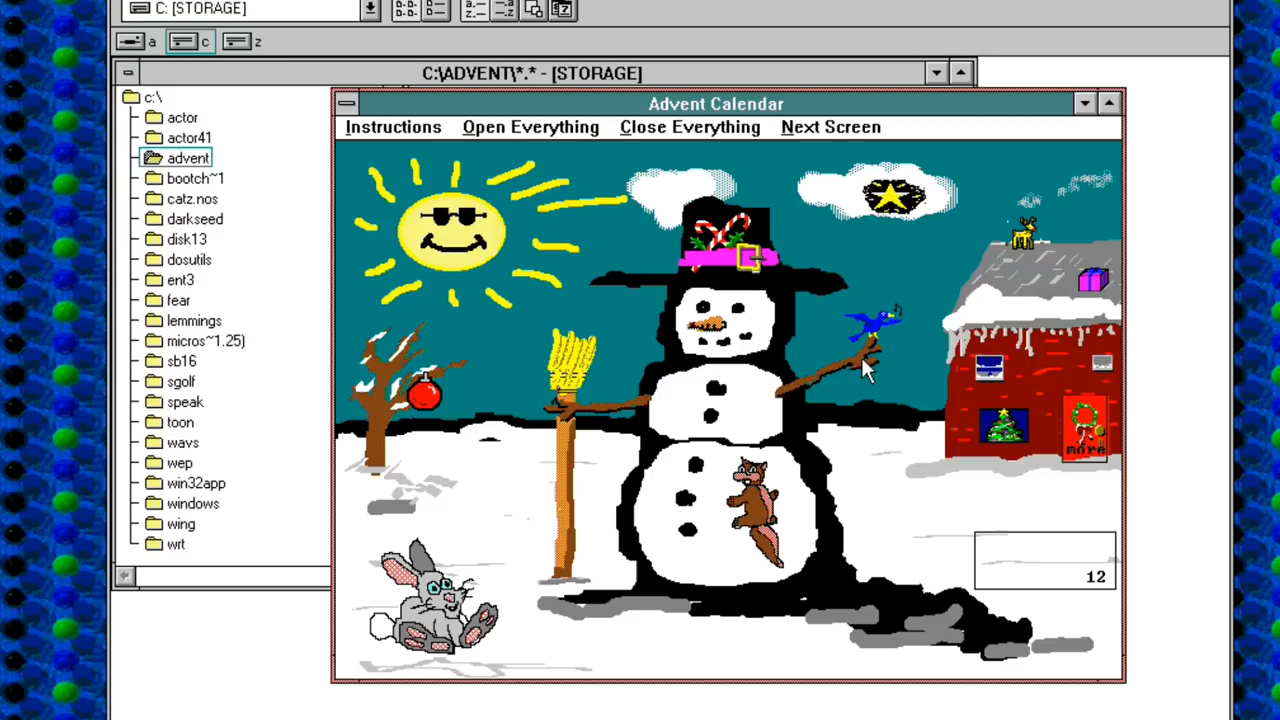 C: [STORAGE]
a c z
C:\ADVENT\*.* - [STORAGE]
c:\
actor
actor41
advent
bootch~1
catz.nos
darkseed
disk13
dosutils
ent3
fear
lemmings
micros~1.25)
sb16
sgolf
speak
toon
wavs
wep
win32app
windows
wing
wrt
Advent Calendar
Instructions Open Everything Close Everything Next Screen
more
12